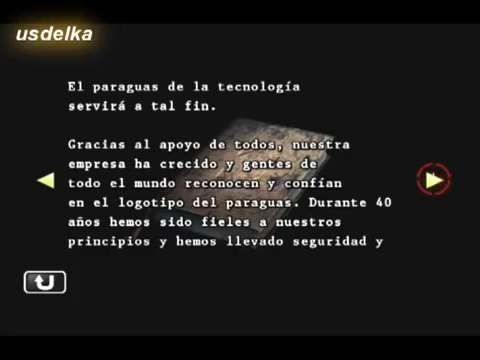 usdelka
El paraguas de la tecnología
servirá a tal fin.
Gracias al apoyo de todos, nuestra
empresa ha crecido y gentes de
todo el mundo reconocen y confían
en el logotipo del paraguas. Durante 40
años hemos sido fieles a nuestros
principios y hemos llevado seguridad y